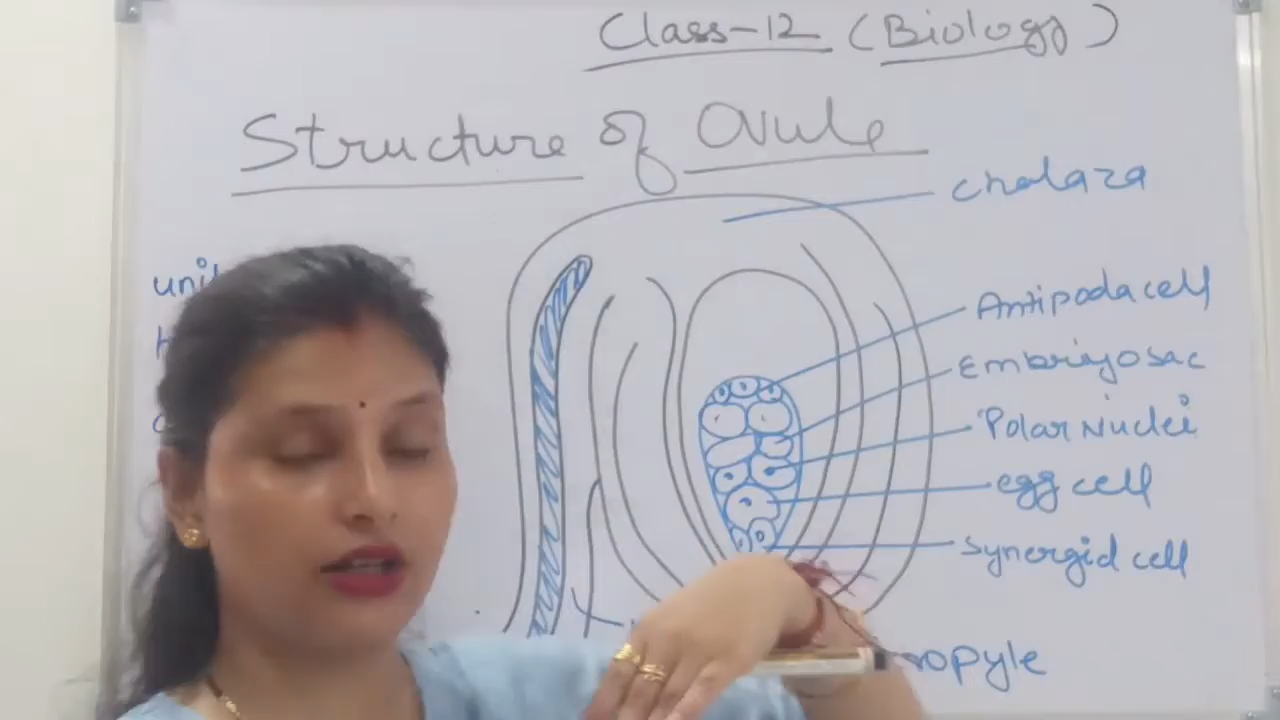 Class-12 (Biology)
Structure of Ovule
chalaza
Antipodacell
Embriyosac
Polar Nuclei
egg cell
Synergid cell